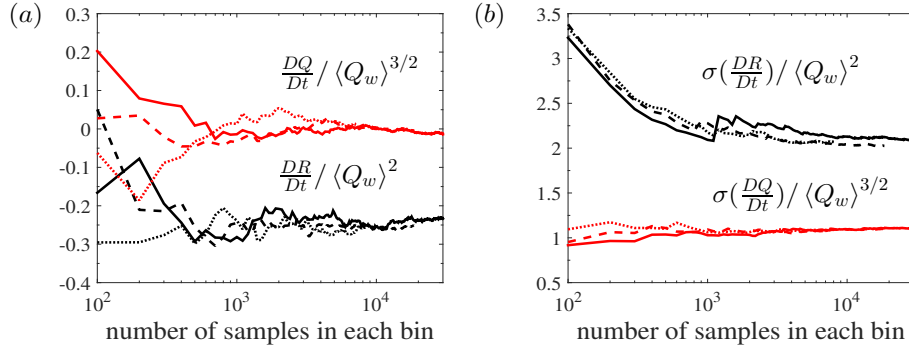 (a)
0.3
0.2
0.1
0
-0.1
-0.2
-0.3
-0.4
10^2
10^3
10^4
DQ/Dt / ⟨Q_w⟩^{3/2}
DR/Dt / ⟨Q_w⟩^2
number of samples in each bin
(b)
3.5
3
2.5
2
1.5
1
0.5
10^2
10^3
10^4
σ(DR/Dt) / ⟨Q_w⟩^2
σ(DQ/Dt) / ⟨Q_w⟩^{3/2}
number of samples in each bin